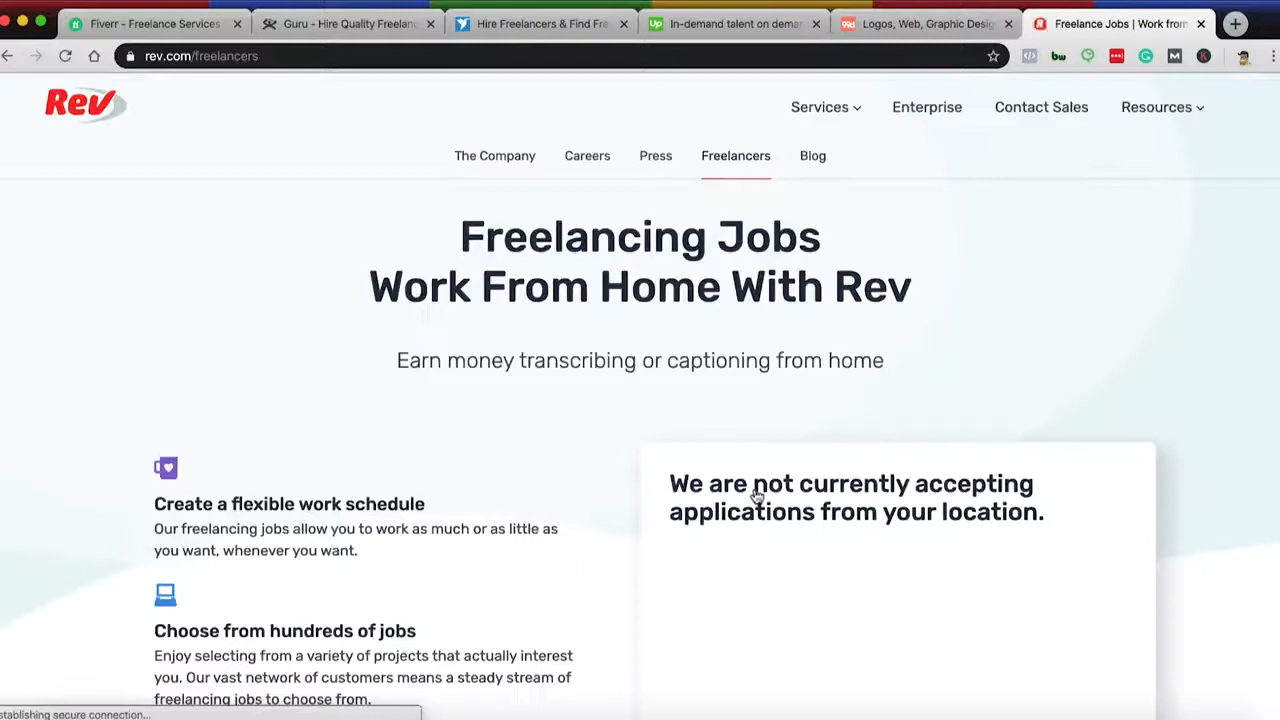 Fiverr - Freelance Services
Guru - Hire Quality Freelanc
Hire Freelancers & Find Fre
Up
In-demand talent on deman
99d
Logos, Web, Graphic Desig
Freelance Jobs | Work from
rev.com/freelancers
bw
M
Rev
Services
Enterprise
Contact Sales
Resources
The Company
Careers
Press
Freelancers
Blog
Freelancing Jobs
Work From Home With Rev
Earn money transcribing or captioning from home
Create a flexible work schedule
Our freelancing jobs allow you to work as much or as little as
you want, whenever you want.
We are not currently accepting
applications from your location.
Choose from hundreds of jobs
Enjoy selecting from a variety of projects that actually interest
you. Our vast network of customers means a steady stream of
freelancing jobs to choose from.
stablishing secure connection...